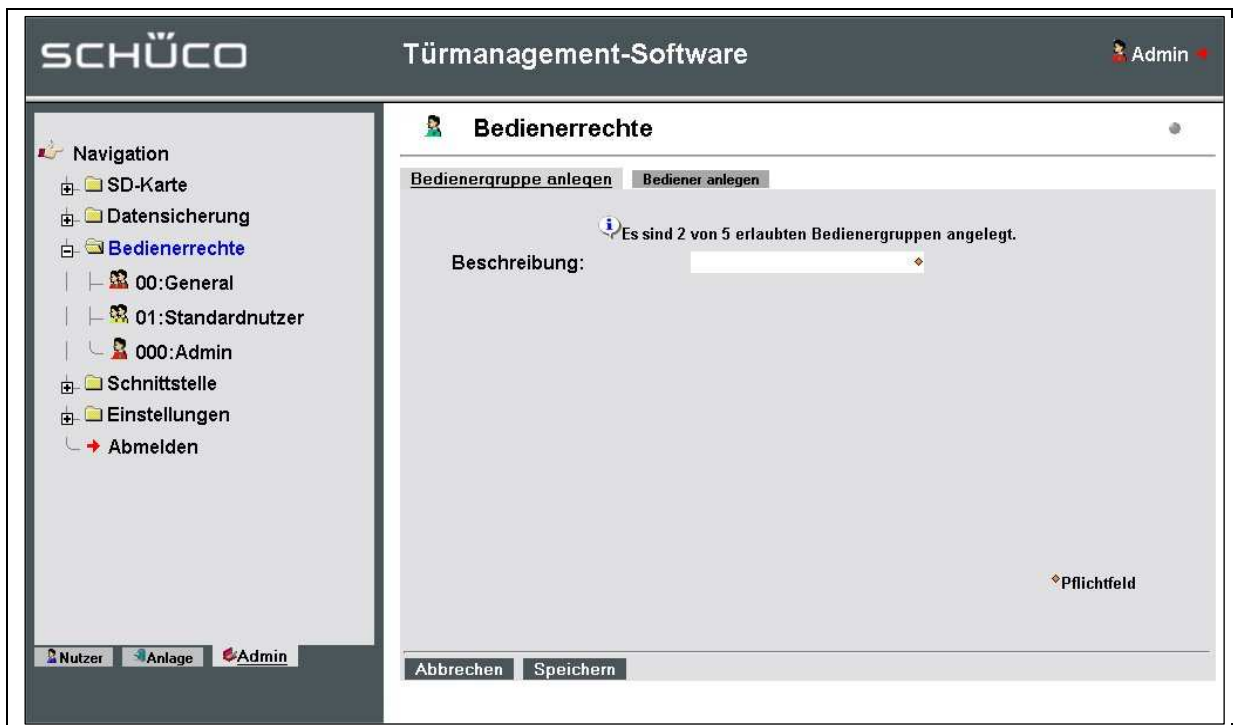 SCHÜCO
Türmanagement-Software
Admin
Navigation
SD-Karte
Datensicherung
Bedienerrechte
00:General
01:Standardnutzer
000:Admin
Schnittstelle
Einstellungen
Abmelden
Nutzer Anlage Admin
Bedienerrechte
Bedienergruppe anlegen Bediener anlegen
Es sind 2 von 5 erlaubten Bedienergruppen angelegt.
Beschreibung:
Pflichtfeld
Abbrechen Speichern